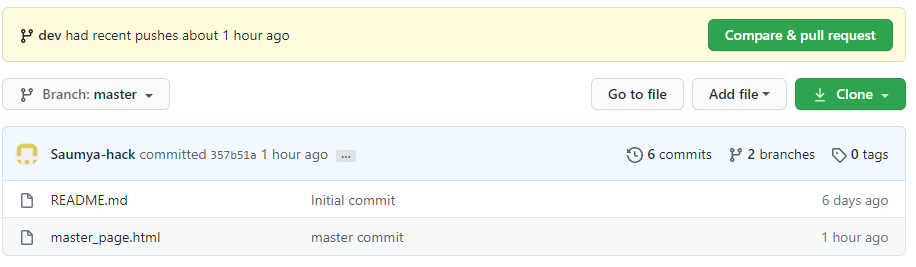 dev had recent pushes about 1 hour ago Compare & pull request
Branch: master Go to file Add file Clone
Saumya-hack committed 357b51a 1 hour ago ... 6 commits 2 branches 0 tags
README.md Initial commit 6 days ago
master_page.html master commit 1 hour ago